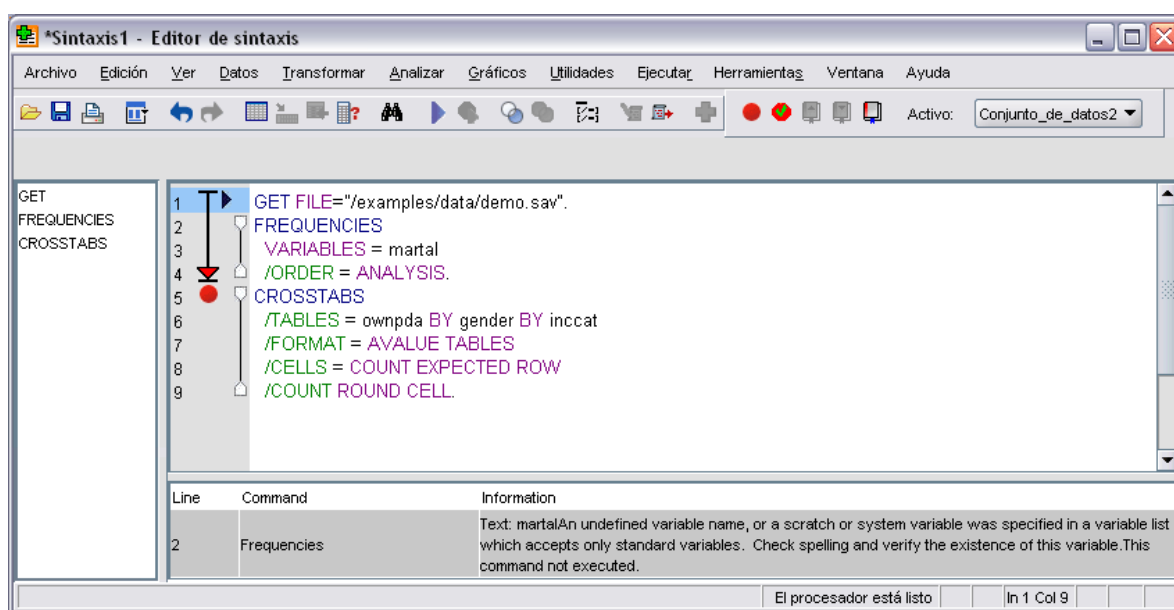 *Sintaxis1 - Editor de sintaxis
Archivo Edición Ver Datos Transformar Analizar Gráficos Utilidades Ejecutar Herramientas Ventana Ayuda
Activo: Conjunto_de_datos2
GET
FREQUENCIES
CROSSTABS
1 GET FILE="/examples/data/demo.sav".
2 FREQUENCIES
3 VARIABLES = martal
4 /ORDER = ANALYSIS.
5 CROSSTABS
6 /TABLES = ownpda BY gender BY inccat
7 /FORMAT = AVALUE TABLES
8 /CELLS = COUNT EXPECTED ROW
9 /COUNT ROUND CELL.
Line Command Information
2 Frequencies Text: martalAn undefined variable name, or a scratch or system variable was specified in a variable list
which accepts only standard variables. Check spelling and verify the existence of this variable.This
command not executed.
El procesador está listo In 1 Col 9